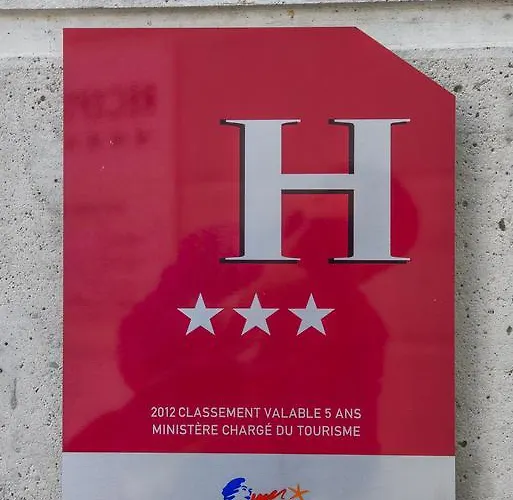 H
2012 CLASSEMENT VALABLE 5 ANS
MINISTÈRE CHARGÉ DU TOURISME